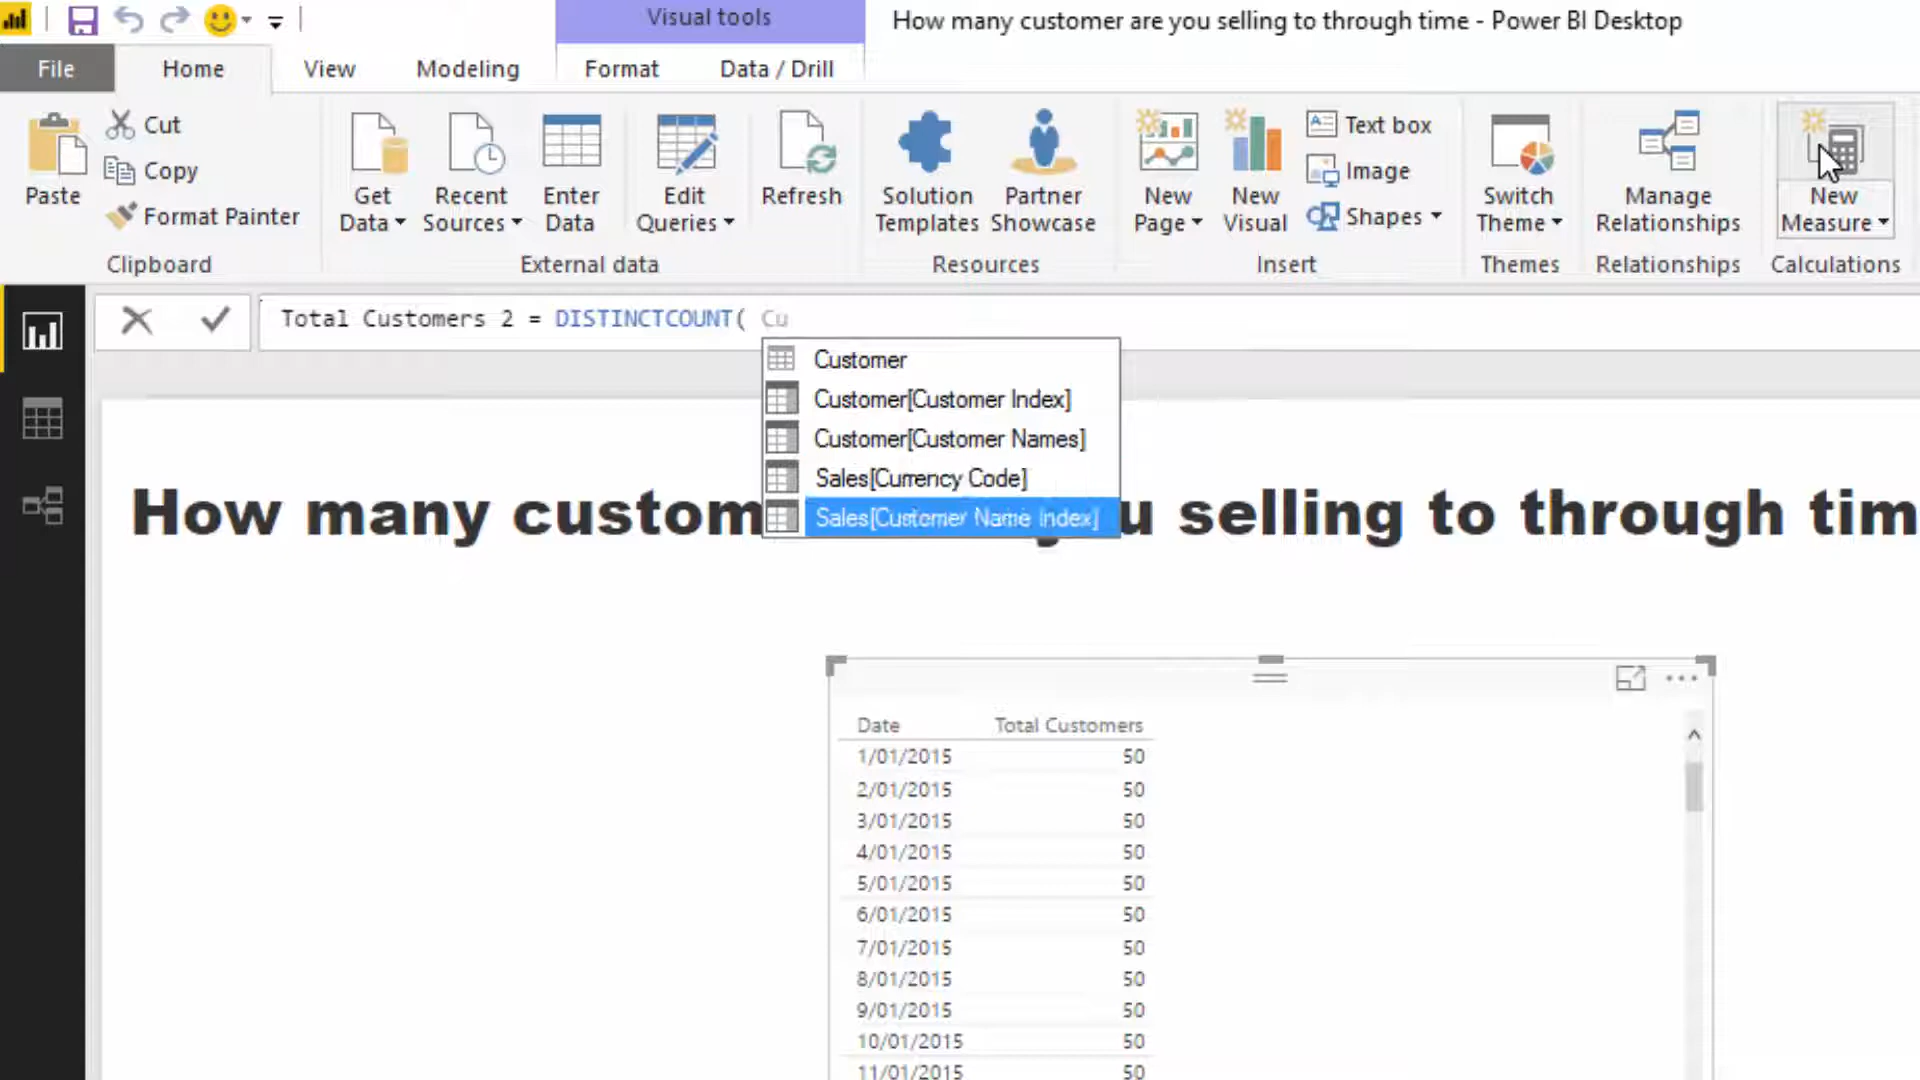 Visual tools
How many customer are you selling to through time - Power BI Desktop
File Home View Modeling Format Data / Drill
Paste
Cut
Copy
Format Painter
Get Data
Recent Sources
Enter Data
Edit Queries
Refresh
Solution Templates
Partner Showcase
New Page
New Visual
Text box
Image
Shapes
Switch Theme
Manage Relationships
New Measure
Clipboard External data Resources Insert Themes Relationships Calculations
Total Customers 2 = DISTINCTCOUNT( Cu
Customer
Customer[Customer Index]
Customer[Customer Names]
Sales[Currency Code]
Sales[Customer Name Index]
How many custom u selling to through tim
Date Total Customers
1/01/2015 50
2/01/2015 50
3/01/2015 50
4/01/2015 50
5/01/2015 50
6/01/2015 50
7/01/2015 50
8/01/2015 50
9/01/2015 50
10/01/2015 50
11/01/2015 50